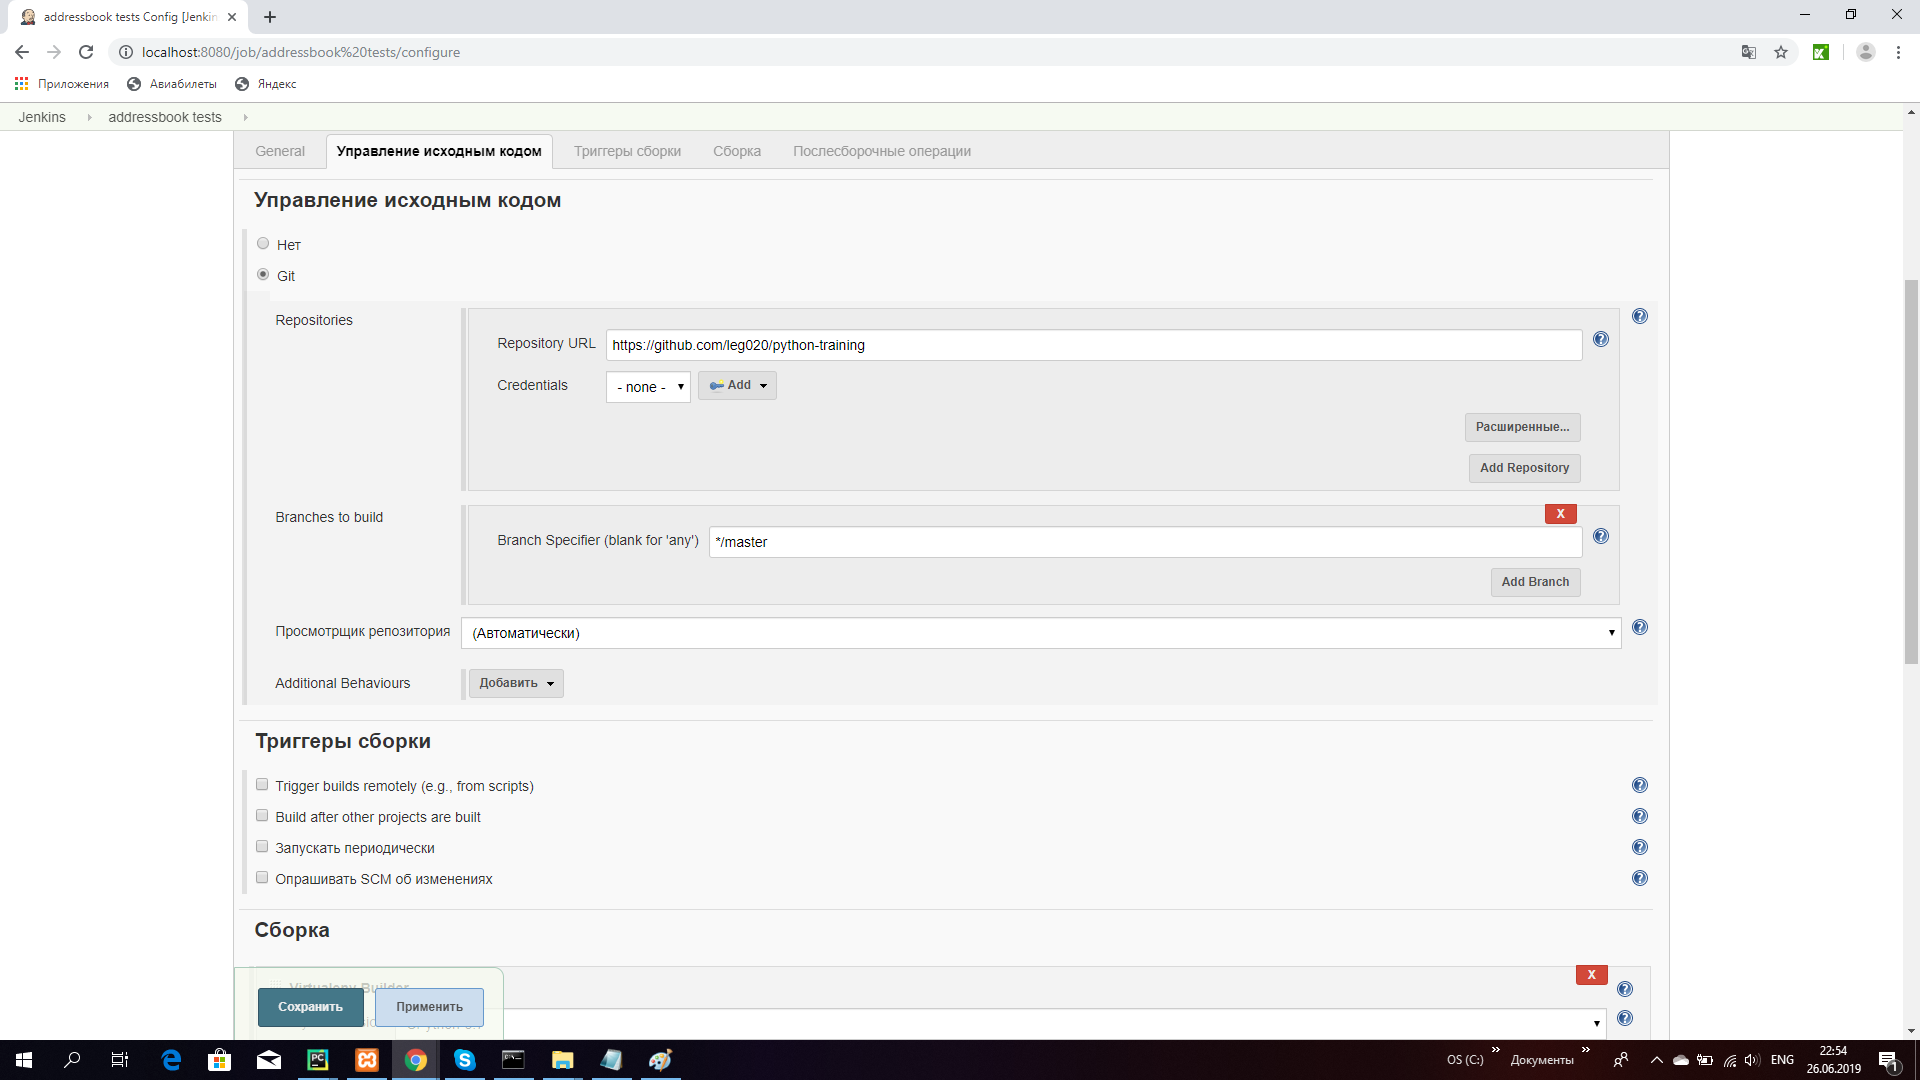 addressbook tests Config [Jenkin
localhost:8080/job/addressbook%20tests/configure
Приложения Авиабилеты Яндекс
Jenkins addressbook tests
General Управление исходным кодом Триггеры сборки Сборка Послесборочные операции
Управление исходным кодом
Нет
Git
Repositories
Repository URL https://github.com/leg020/python-training
Credentials - none - Add
Расширенные...
Add Repository
Branches to build
X
Branch Specifier (blank for 'any') */master
Add Branch
Просмотрщик репозитория (Автоматически)
Additional Behaviours Добавить
Триггеры сборки
Trigger builds remotely (e.g., from scripts)
Build after other projects are built
Запускать периодически
Опрашивать SCM об изменениях
Сборка
X
Virtualenv Builder
Сохранить Применить
OS (C:) Документы ENG 22:54
26.06.2019 1